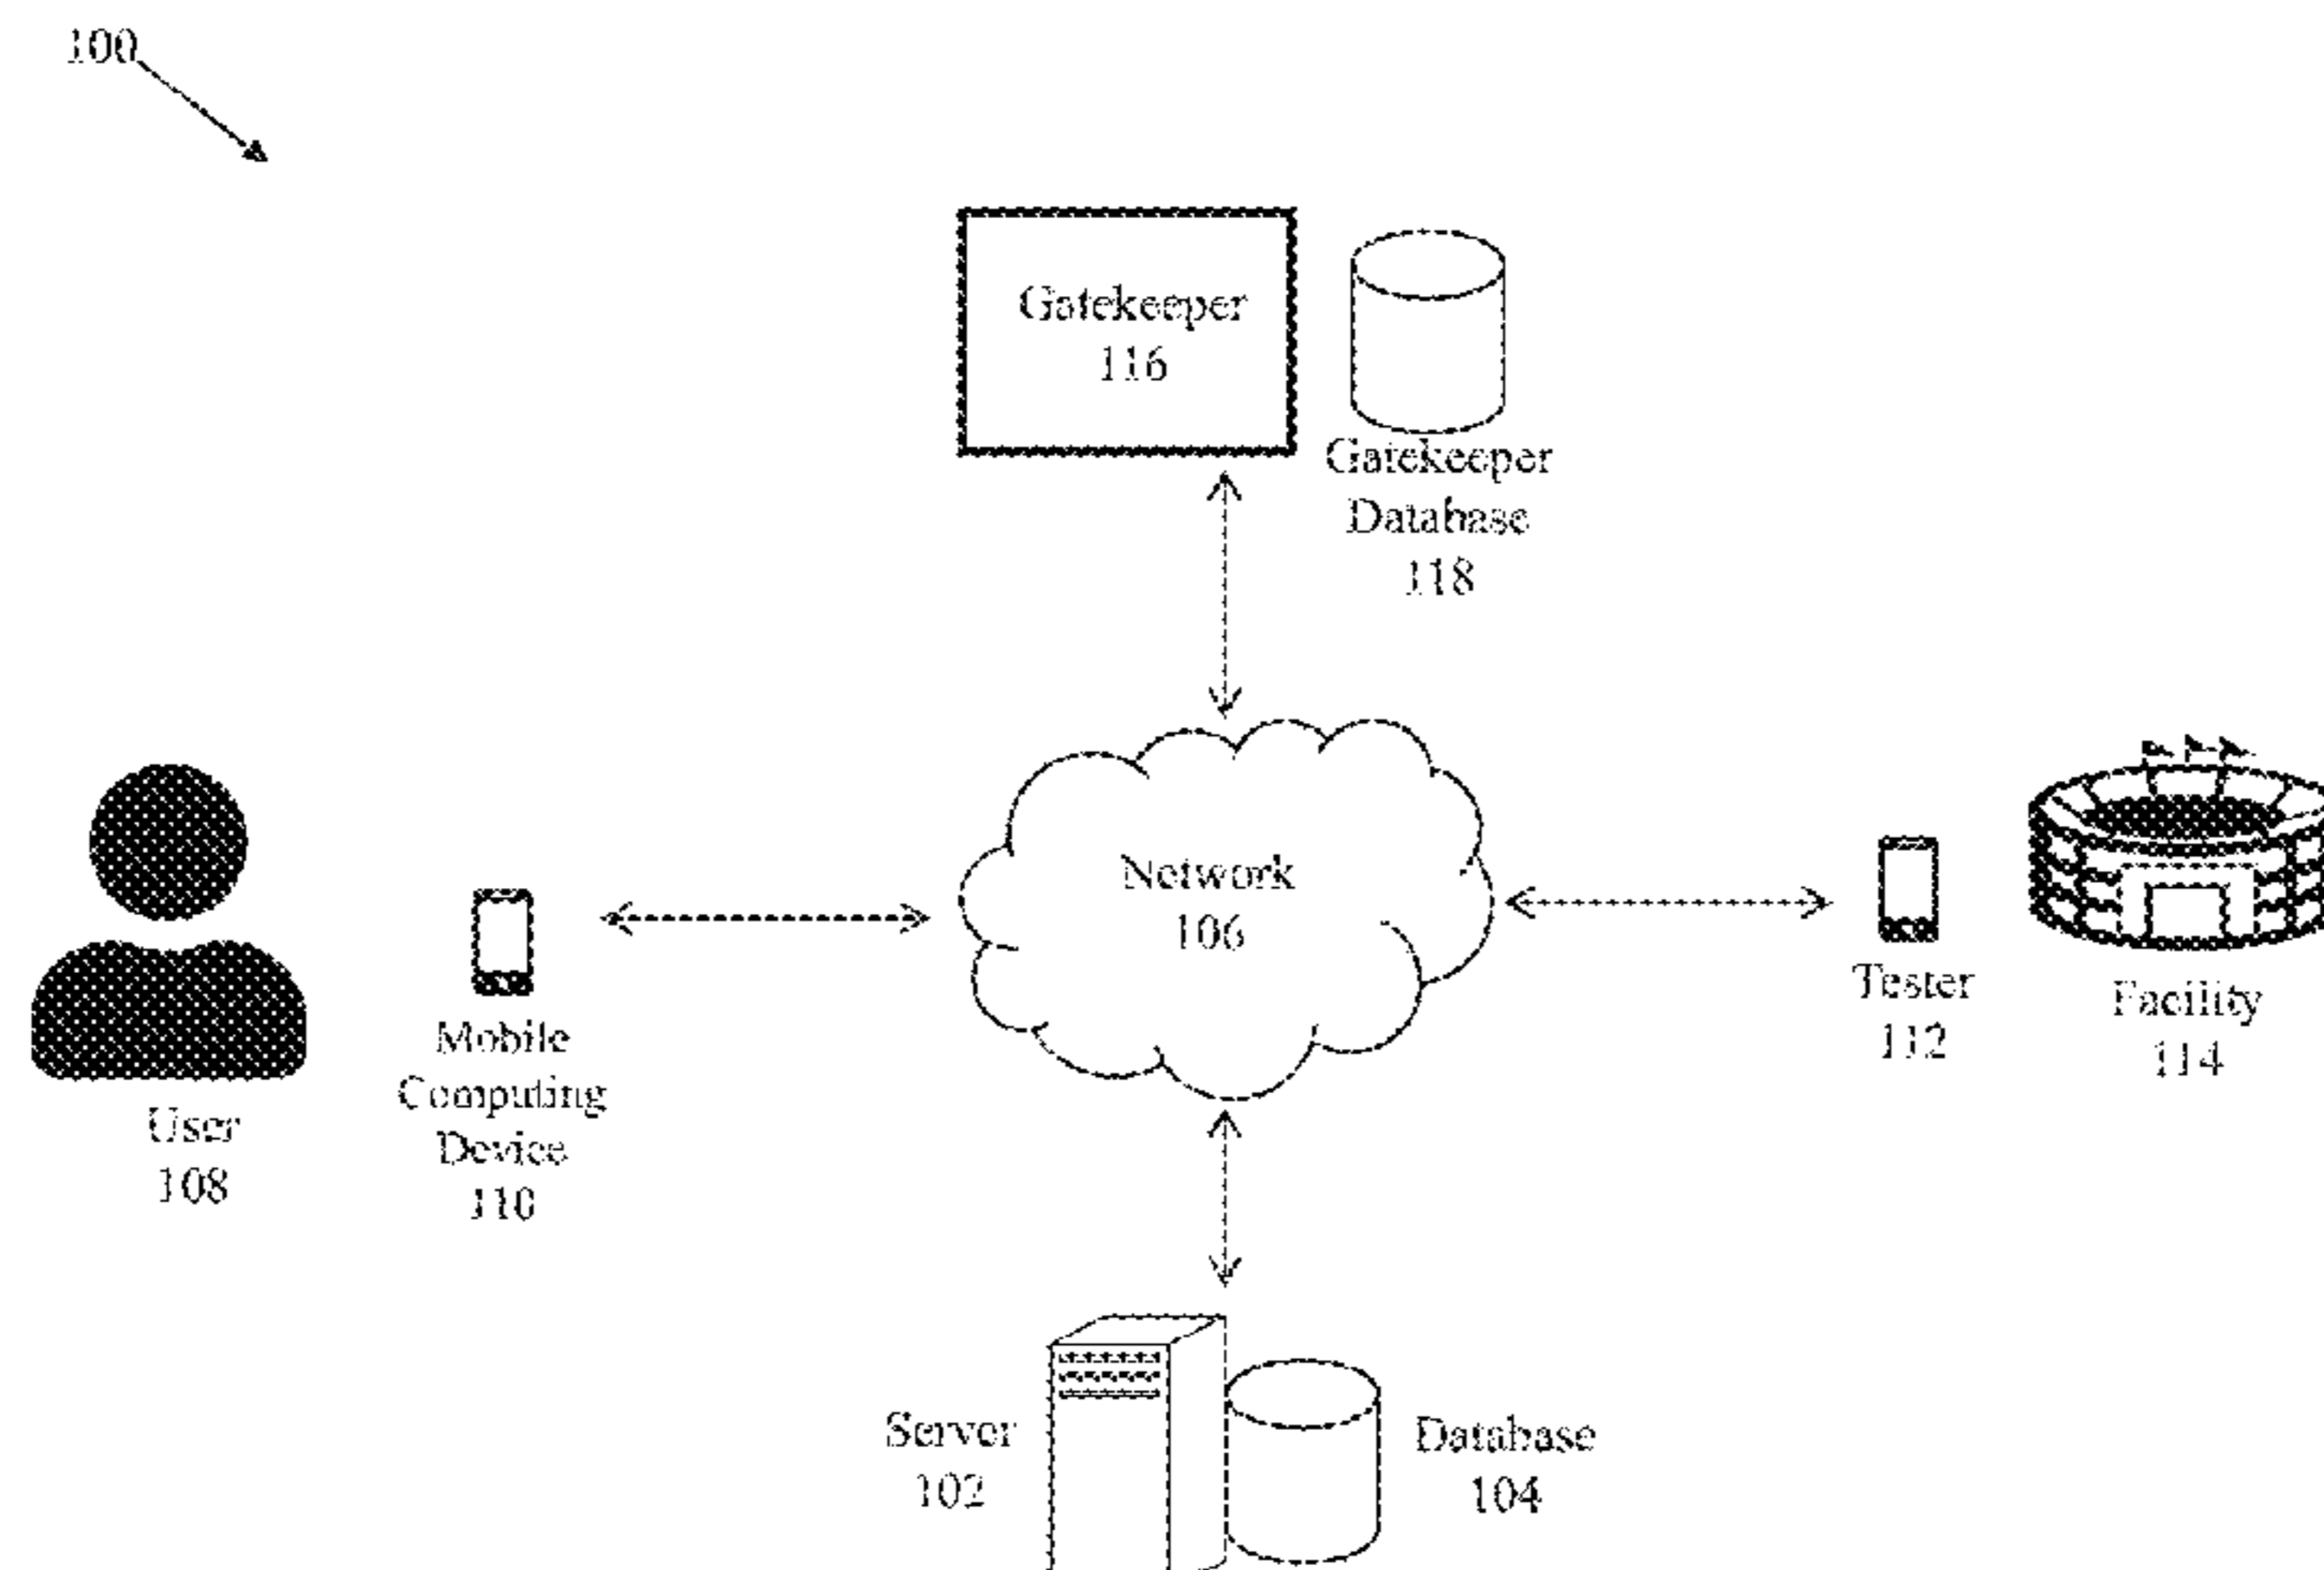 100
Gatekeeper
116
Gatekeeper
Database
118
Network
106
User
108
Mobile
Computing
Device
110
Tester
112
Facility
114
Server
102
Database
104